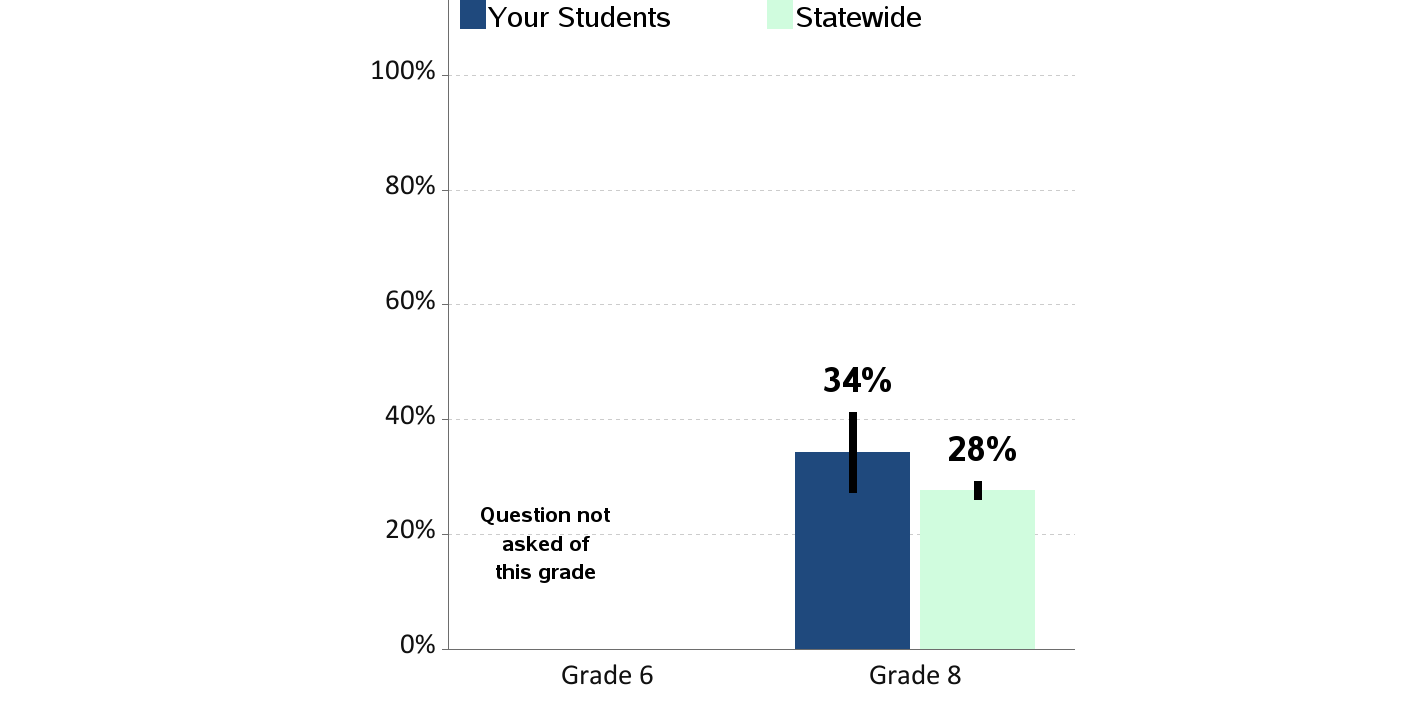 Your Students Statewide
100%
80%
60%
40%
20%
0%
34%
28%
Question not
asked of
this grade
Grade 6 Grade 8